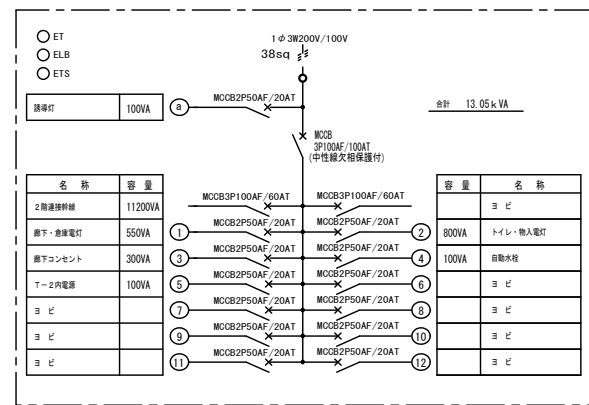 ET
ELB
ETS
1φ3W200V/100V
38sq
誘導灯 100VA a MCCB2P50AF/20AT
合計 13.05kVA
MCCB
3P100AF/100AT
(中性線欠相保護付)
名 称 容 量
容 量 名 称
2階連接幹線 11200VA MCCB3P100AF/60AT MCCB3P100AF/60AT ヨ ビ
廊下・倉庫電灯 550VA 1 MCCB2P50AF/20AT MCCB2P50AF/20AT 2 800VA トイレ・物入電灯
廊下コンセント 300VA 3 MCCB2P50AF/20AT MCCB2P50AF/20AT 4 100VA 自動水栓
T-2内電源 100VA 5 MCCB2P50AF/20AT MCCB2P50AF/20AT 6 ヨ ビ
ヨ ビ 7 MCCB2P50AF/20AT MCCB2P50AF/20AT 8 ヨ ビ
ヨ ビ 9 MCCB2P50AF/20AT MCCB2P50AF/20AT 10 ヨ ビ
ヨ ビ 11 MCCB2P50AF/20AT MCCB2P50AF/20AT 12 ヨ ビ